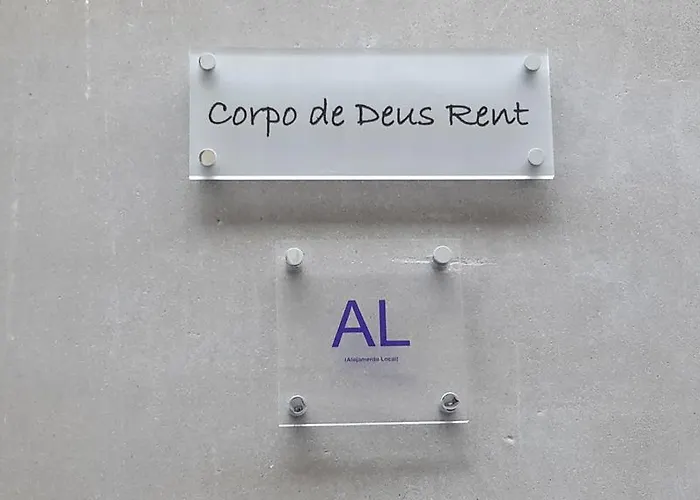 Corpo de Deus Rent
AL
(Alojamento Local)